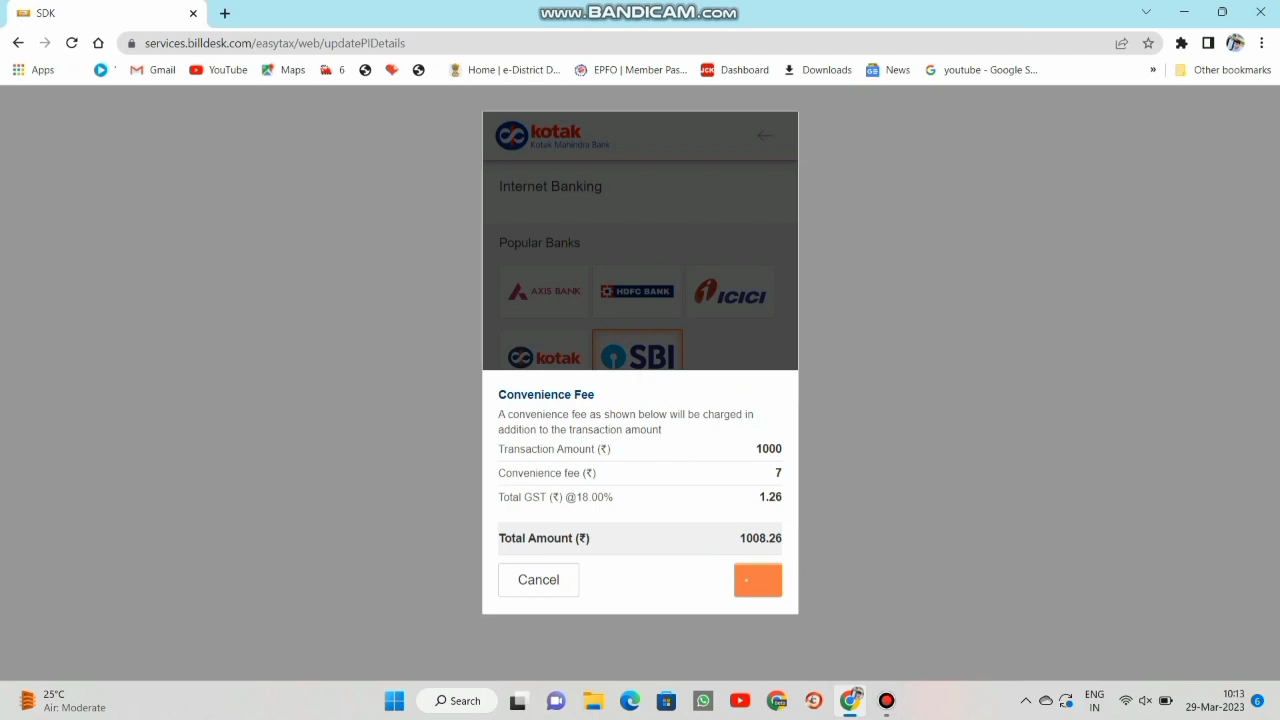 SDK
www.BANDICAM.com
services.billdesk.com/easytax/web/updatePIDetails
Apps
Gmail
YouTube
Maps
6
Home | e-District D...
EPFO | Member Pas...
JCK
Dashboard
Downloads
News
youtube - Google S...
»
Other bookmarks
kotak
Kotak Mahindra Bank
Internet Banking
Popular Banks
AXIS BANK
HDFC BANK
ICICI
kotak
SBI
Convenience Fee
A convenience fee as shown below will be charged in
addition to the transaction amount
Transaction Amount (₹) 1000
Convenience fee (₹) 7
Total GST (₹) @18.00% 1.26
Total Amount (₹) 1008.26
Cancel
25°C
Air: Moderate
Search
ENG
IN
10:13
29-Mar-2023
6